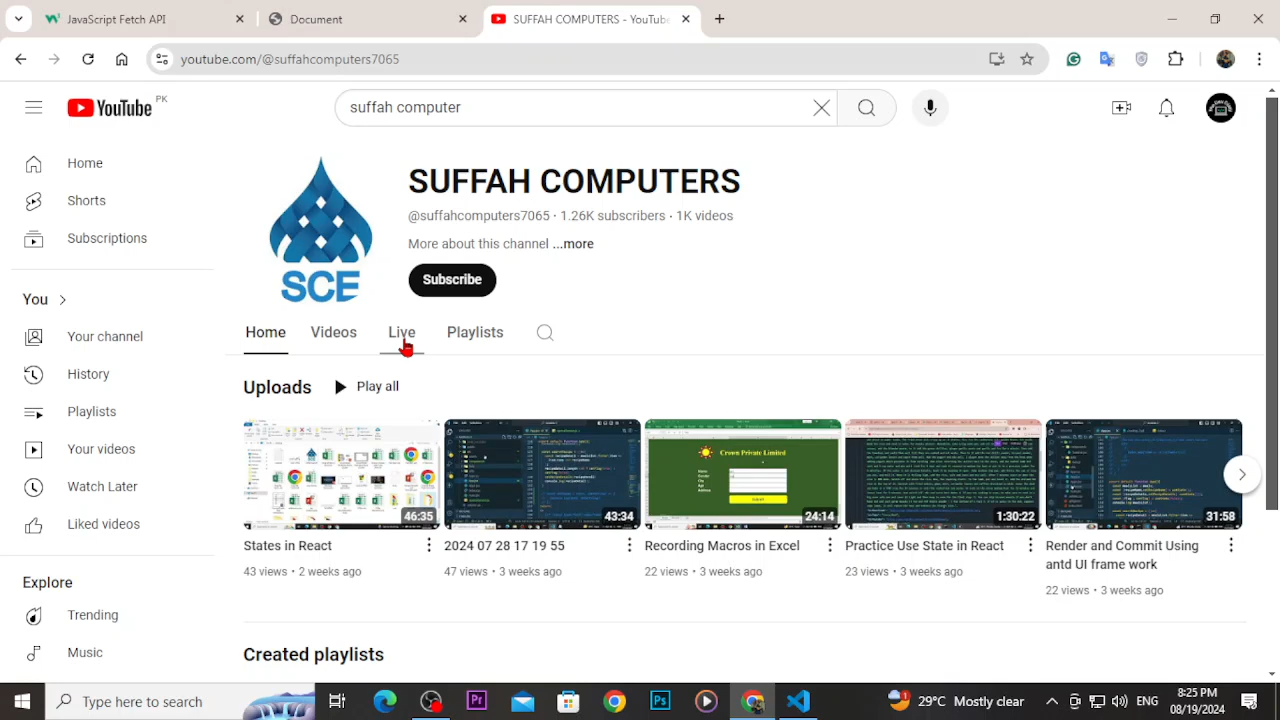 JavaScript Fetch API
Document
SUFFAH COMPUTERS - YouTube
youtube.com/@suffahcomputers7065
YouTube PK
suffah computer
Home
Shorts
Subscriptions
You
Your channel
History
Playlists
Your videos
Watch Later
Liked videos
Explore
Trending
Music
SCE
SUFFAH COMPUTERS
@suffahcomputers7065 · 1.26K subscribers · 1K videos
More about this channel ...more
Subscribe
Home Videos Live Playlists
Uploads Play all
46:35
43:34
Crown Private Limited
24:14
1:30:22
31:58
States in React
43 views • 2 weeks ago
2024 07 28 17 19 55
47 views • 3 weeks ago
Recording Macros in Excel
22 views • 3 weeks ago
Practice Use State in React
23 views • 3 weeks ago
Render and Commit Using
antd UI frame work
22 views • 3 weeks ago
Created playlists
Type here to search
Pr
Ps
1
29°C Mostly clear
ENG
8:25 PM
08/19/2024